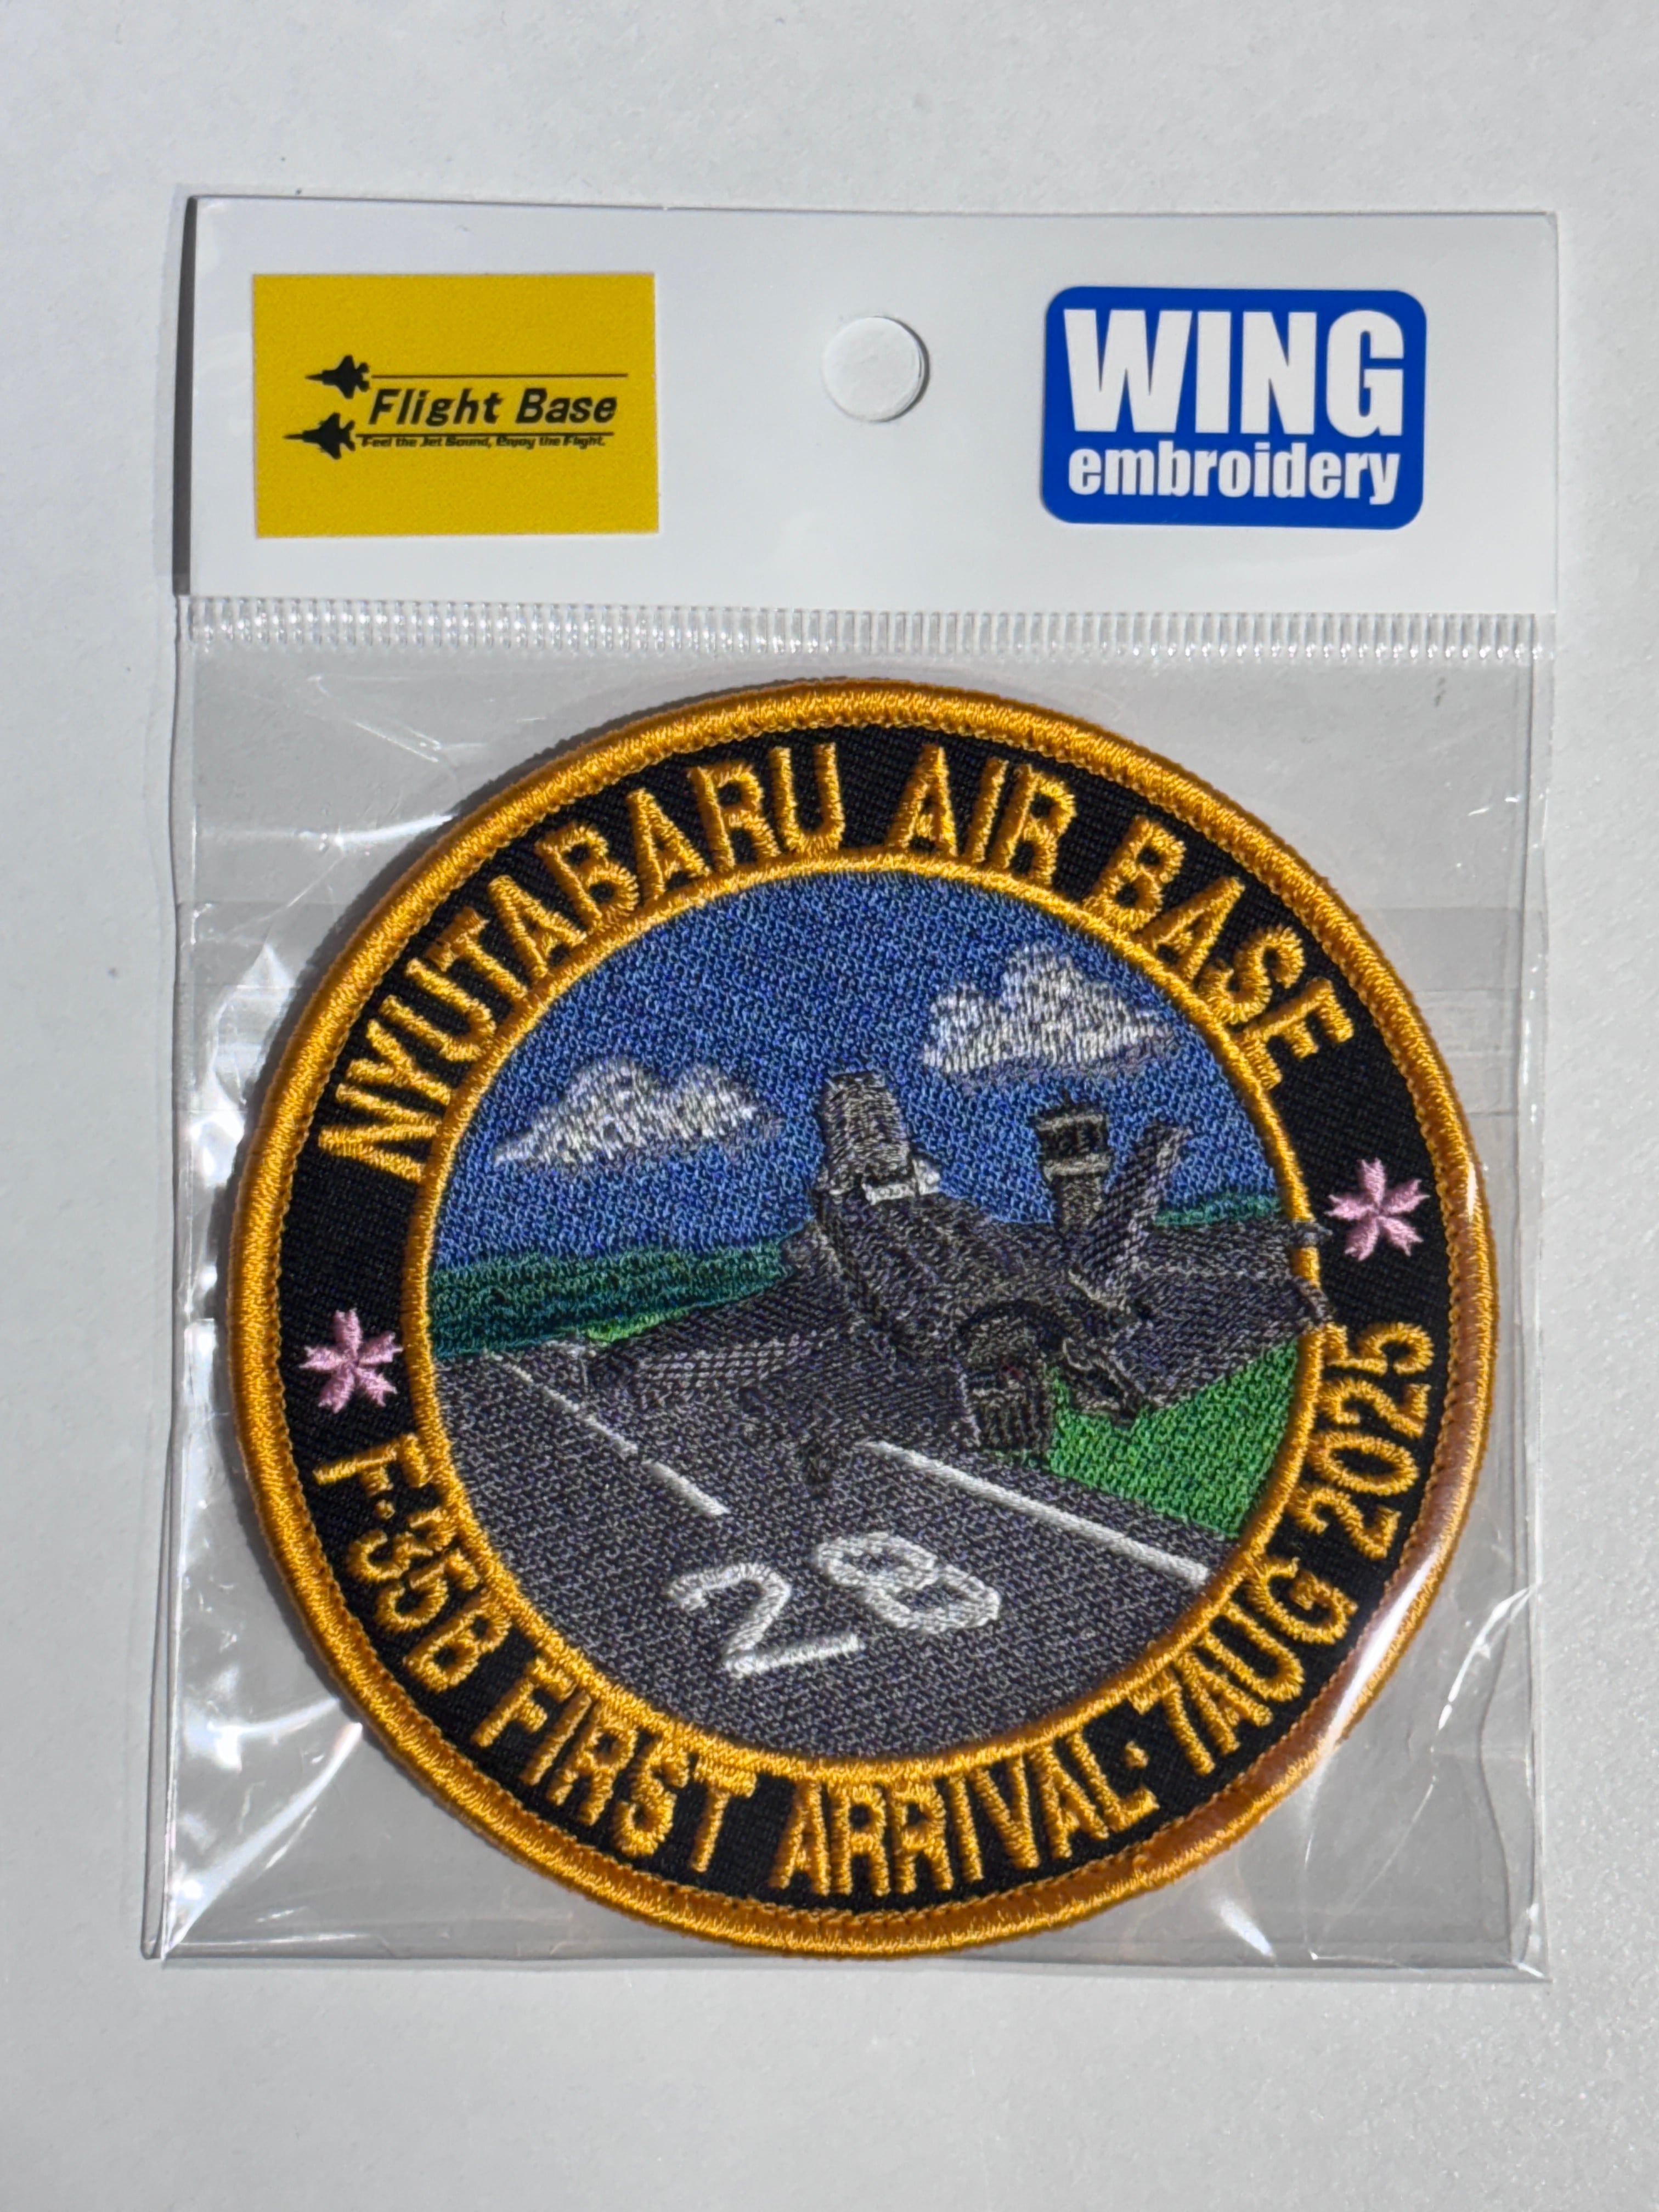 Flight Base
Feel the Jet Sound, Enjoy the Flight.
WING
embroidery
NYUTABARU AIR BASE
28
F-35B FIRST ARRIVAL・7AUG 2025